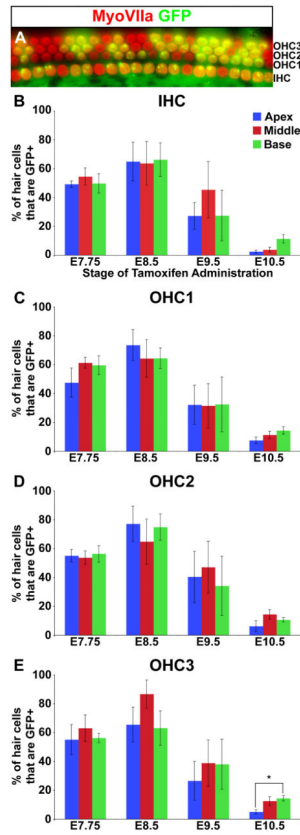 MyoVIIa GFP
A
OHC3
OHC2
OHC1
IHC
B IHC
% of hair cells
that are GFP+
80
60
40
20
0
Apex
Middle
Base
E7.75 E8.5 E9.5 E10.5
Stage of Tamoxifen Administration
C OHC1
% of hair cells
that are GFP+
100
80
60
40
20
0
E7.75 E8.5 E9.5 E10.5
D OHC2
% of hair cells
that are GFP+
100
80
60
40
20
0
E7.75 E8.5 E9.5 E10.5
E OHC3
% of hair cells
that are GFP+
100
80
60
40
20
0
*
E7.75 E8.5 E9.5 E10.5